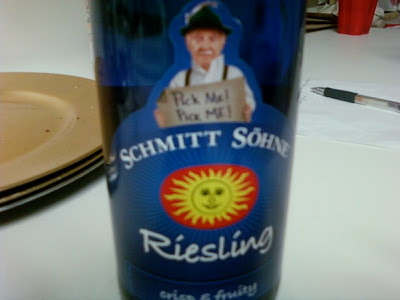 Pick Me!
Pick ME!
SCHMITT SÖHNE
Riesling
crisp & fruity